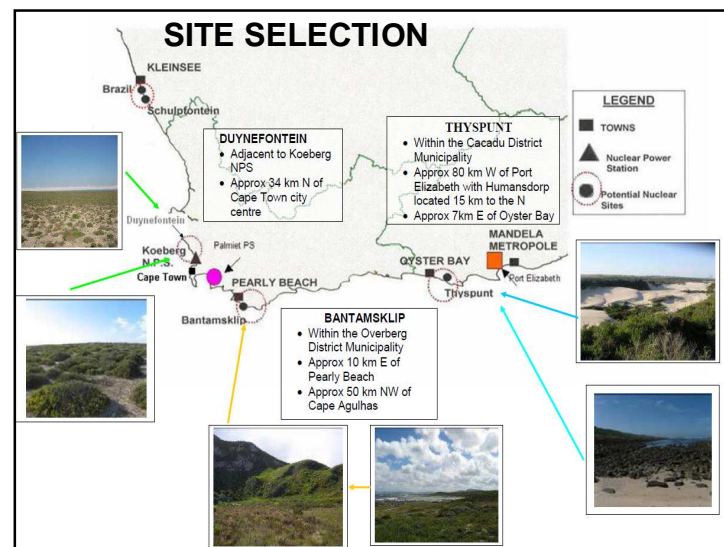 SITE SELECTION
KLEINSEE
Brazil
Schulpfontein
DUYNEFONTEIN
• Adjacent to Koeberg
NPS
• Approx 34 km N of
Cape Town city
centre
THYSPUNT
• Within the Cacadu District
Municipality
• Approx 80 km W of Port
Elizabeth with Humansdorp
located 15 km to the N
• Approx 7km E of Oyster Bay
LEGEND
TOWNS
Nuclear Power
Station
Potential Nuclear
Sites
Duynefontein
Koeberg
N.P.S.
Cape Town
Palmiet PS
PEARLY BEACH
Bantamsklip
OYSTER BAY
Thyspunt
MANDELA
METROPOLE
Port Elizabeth
BANTAMSKLIP
• Within the Overberg
District Municipality
• Approx 10 km E of
Pearly Beach
• Approx 50 km NW of
Cape Agulhas